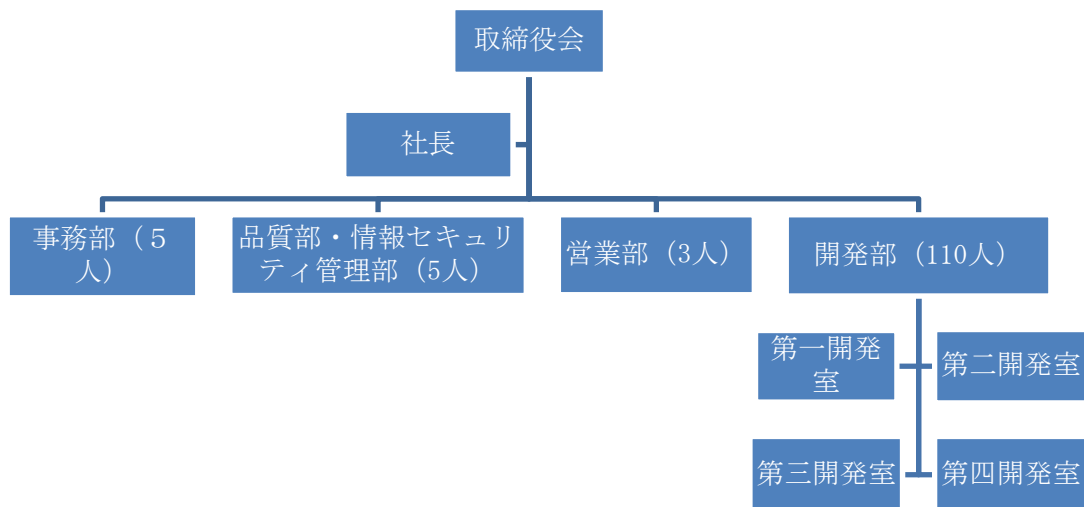 取締役会
社長
事務部（５
人）
品質部・情報セキュリ
ティ管理部（5人）
営業部（3人）
開発部（110人）
第一開発
室
第二開発室
第三開発室
第四開発室